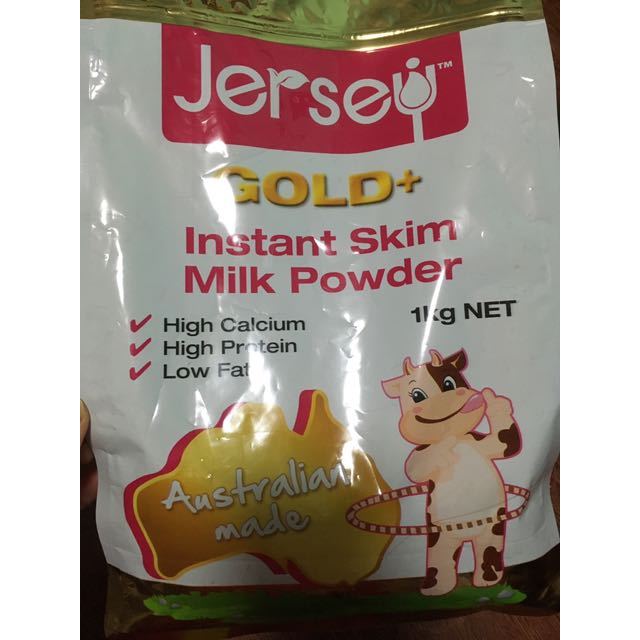 Jersey™
GOLD+
Instant Skim
Milk Powder
1kg NET
High Calcium
High Protein
Low Fat
Australian
made